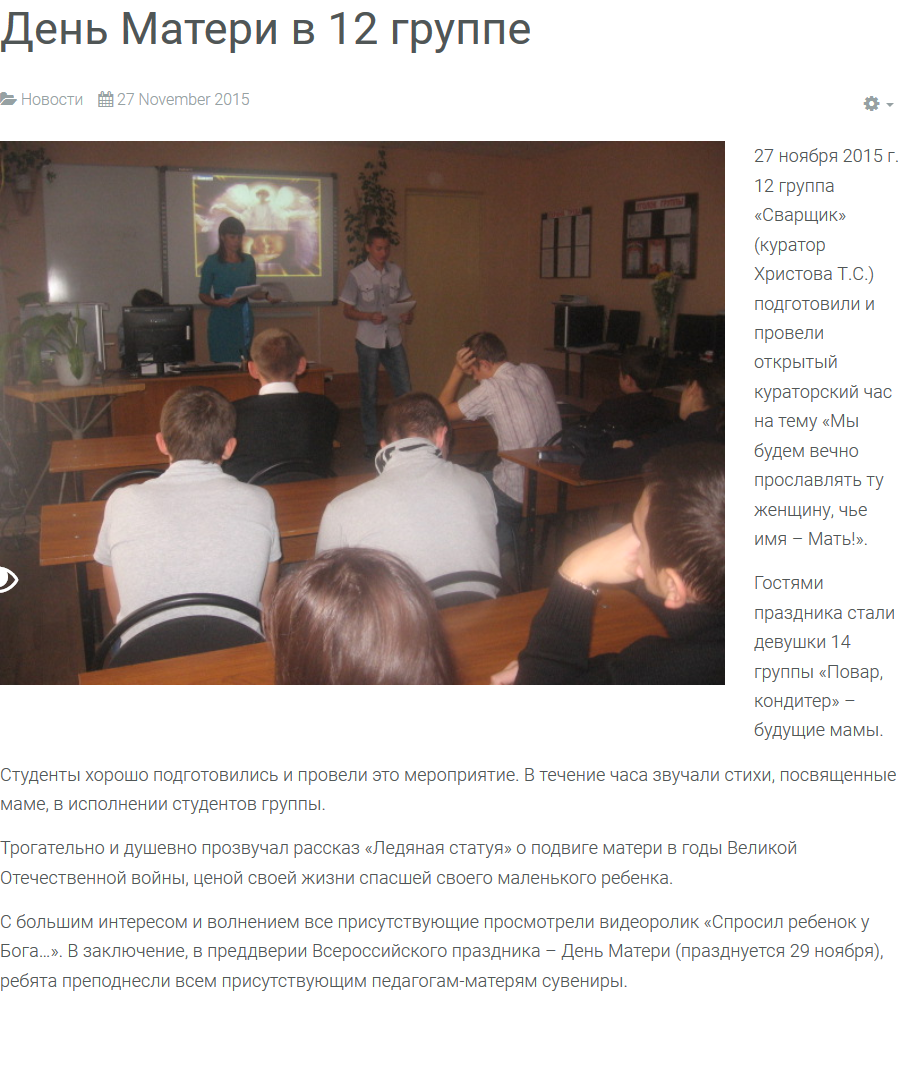 День Матери в 12 группе
Новости 27 November 2015
27 ноября 2015 г.
12 группа
«Сварщик»
(куратор
Христова Т.С.)
подготовили и
провели
открытый
кураторский час
на тему «Мы
будем вечно
прославлять ту
женщину, чье
имя – Мать!».
Гостями
праздника стали
девушки 14
группы «Повар,
кондитер» –
будущие мамы.
Студенты хорошо подготовились и провели это мероприятие. В течение часа звучали стихи, посвященные
маме, в исполнении студентов группы.
Трогательно и душевно прозвучал рассказ «Ледяная статуя» о подвиге матери в годы Великой
Отечественной войны, ценой своей жизни спасшей своего маленького ребенка.
С большим интересом и волнением все присутствующие просмотрели видеоролик «Спросил ребенок у
Бога…». В заключение, в преддверии Всероссийского праздника – День Матери (празднуется 29 ноября),
ребята преподнесли всем присутствующим педагогам-матерям сувениры.